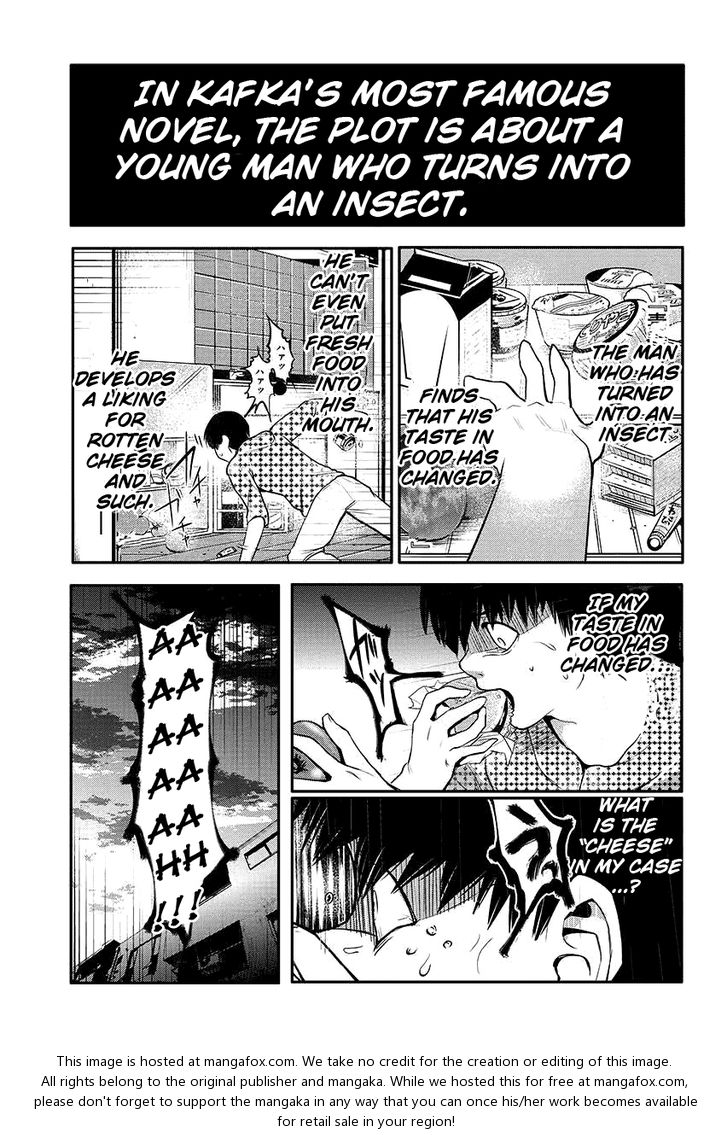 IN KAFKA'S MOST FAMOUS
NOVEL, THE PLOT IS ABOUT A
YOUNG MAN WHO TURNS INTO
AN INSECT.
THE MAN
WHO HAS
TURNED
INTO AN
INSECT
FINDS
THAT HIS
TASTE IN
FOOD HAS
CHANGED.
HE
CAN'T
EVEN
PUT
FRESH
FOOD
INTO
HIS
MOUTH.
HE
DEVELOPS
A LIKING
FOR
ROTTEN
CHEESE
AND
SUCH.
IF MY
TASTE IN
FOOD HAS
CHANGED.
WHAT
IS THE
"CHEESE"
IN MY CASE
...?
AA
AA
AA
AA
AA
HH
!!!
This image is hosted at mangafox.com. We take no credit for the creation or editing of this image.
All rights belong to the original publisher and mangaka. While we hosted this for free at mangafox.com,
please don't forget to support the mangaka in any way that you can once his/her work becomes available
for retail sale in your region!